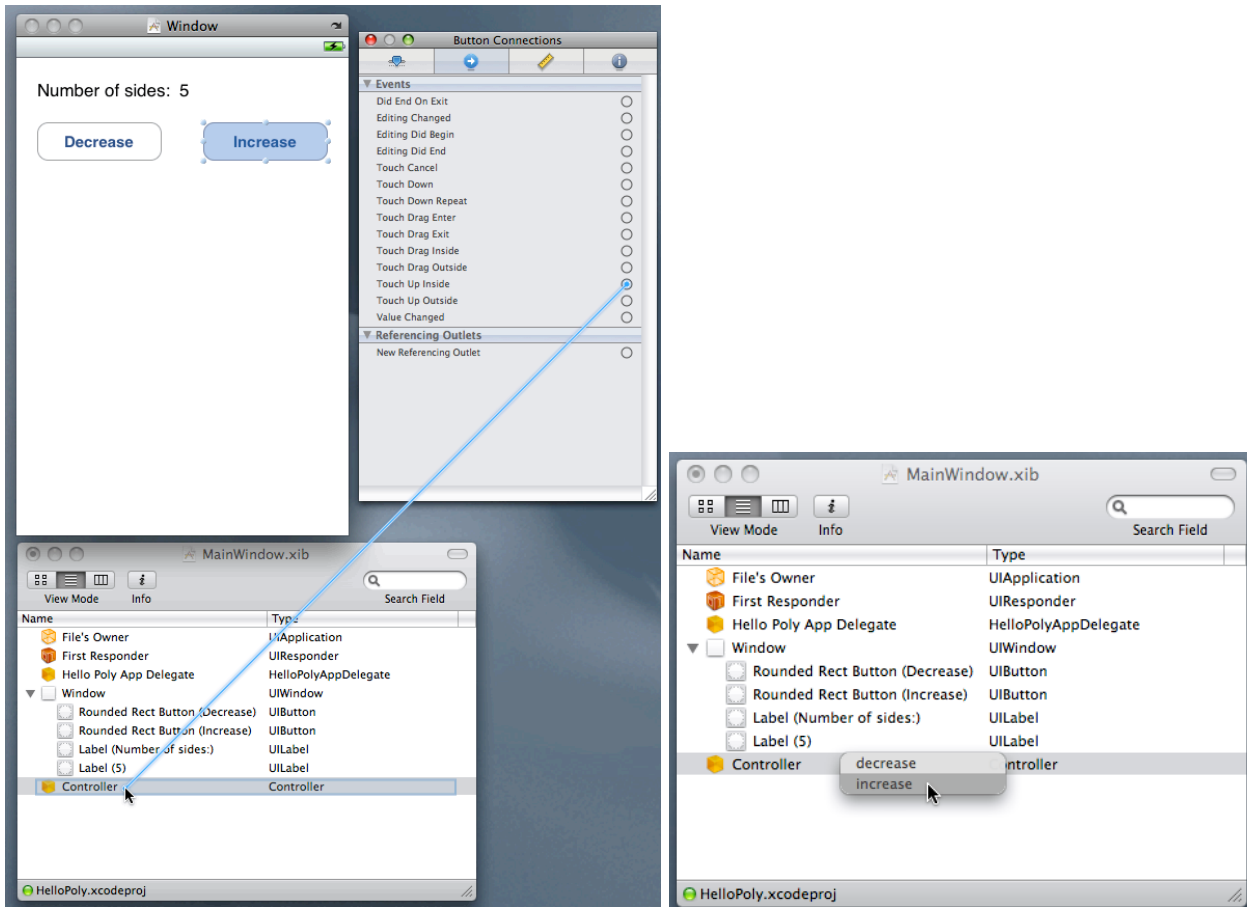 Window
Number of sides: 5
Decrease
Increase
Button Connections
Events
Did End On Exit
Editing Changed
Editing Did Begin
Editing Did End
Touch Cancel
Touch Down
Touch Down Repeat
Touch Drag Enter
Touch Drag Exit
Touch Drag Inside
Touch Drag Outside
Touch Up Inside
Touch Up Outside
Value Changed
Referencing Outlets
New Referencing Outlet
MainWindow.xib
View Mode Info Search Field
Name Type
File's Owner UIApplication
First Responder UIResponder
Hello Poly App Delegate HelloPolyAppDelegate
Window UIWindow
Rounded Rect Button (Decrease) UIButton
Rounded Rect Button (Increase) UIButton
Label (Number of sides:) UILabel
Label (5) UILabel
Controller Controller
HelloPoly.xcodeproj
MainWindow.xib
View Mode Info Search Field
Name Type
File's Owner UIApplication
First Responder UIResponder
Hello Poly App Delegate HelloPolyAppDelegate
Window UIWindow
Rounded Rect Button (Decrease) UIButton
Rounded Rect Button (Increase) UIButton
Label (Number of sides:) UILabel
Label (5) UILabel
Controller Controller
decrease
increase
HelloPoly.xcodeproj